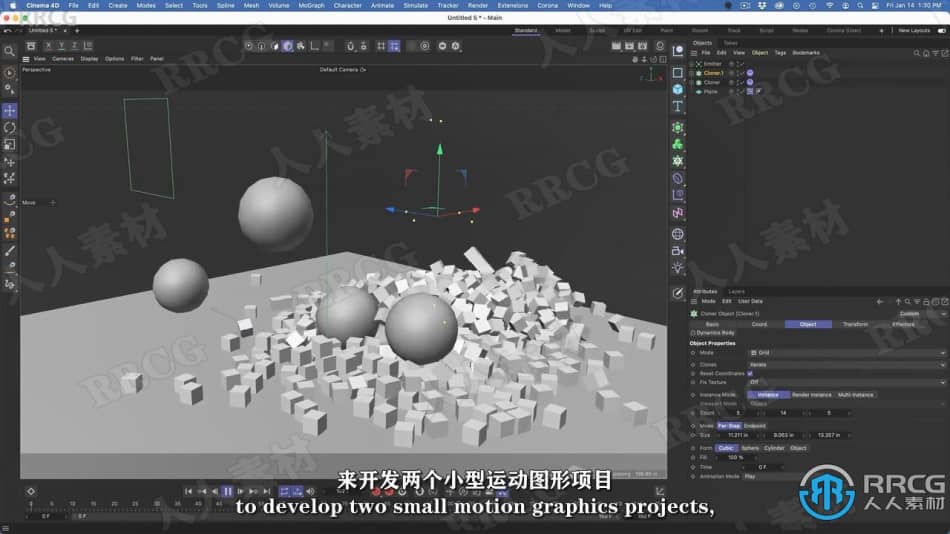 Cinema 4D File Edit Create Modes Select Tools Spline Mesh Volume MoGraph Character Animate Simulate Tracker Render Extensions Corona Window Help
Fri Jan 14 1:30 PM
Untitled 5 * - Main
Untitled 5 *
Standard
Model
Sculpt
Paint
Groom
Track
Script
Nodes
New Layouts
Objects Takes
File Edit View Object Tags Bookmarks
View Cameras Display Options Filter Panel
Perspective
Default Camera
Emitter
Cloner.1
Cloner
Plane
Move
Attributes Layers
Mode Edit User Data
Cloner Object [Cloner.1]
Custom
Basic Coord. Object Transform Effectors
Dynamics Body
Object Properties
Mode Grid
Clones Iterate
Reset Coordinates
Fix Texture Off
Instance Mode Instance Render Instance Multi-Instance
Viewport Mode Object
Count 5 14 5
Mode Per Step Endpoint
Size 11.211 in 9.063 in 13.357 in
Form Cubic Sphere Cylinder Object
Fill 100 %
Time 0 F
Animation Mode Play
0 F 0 F
来开发两个小型运动图形项目
to develop two small motion graphics projects,
RRCG
人人素材